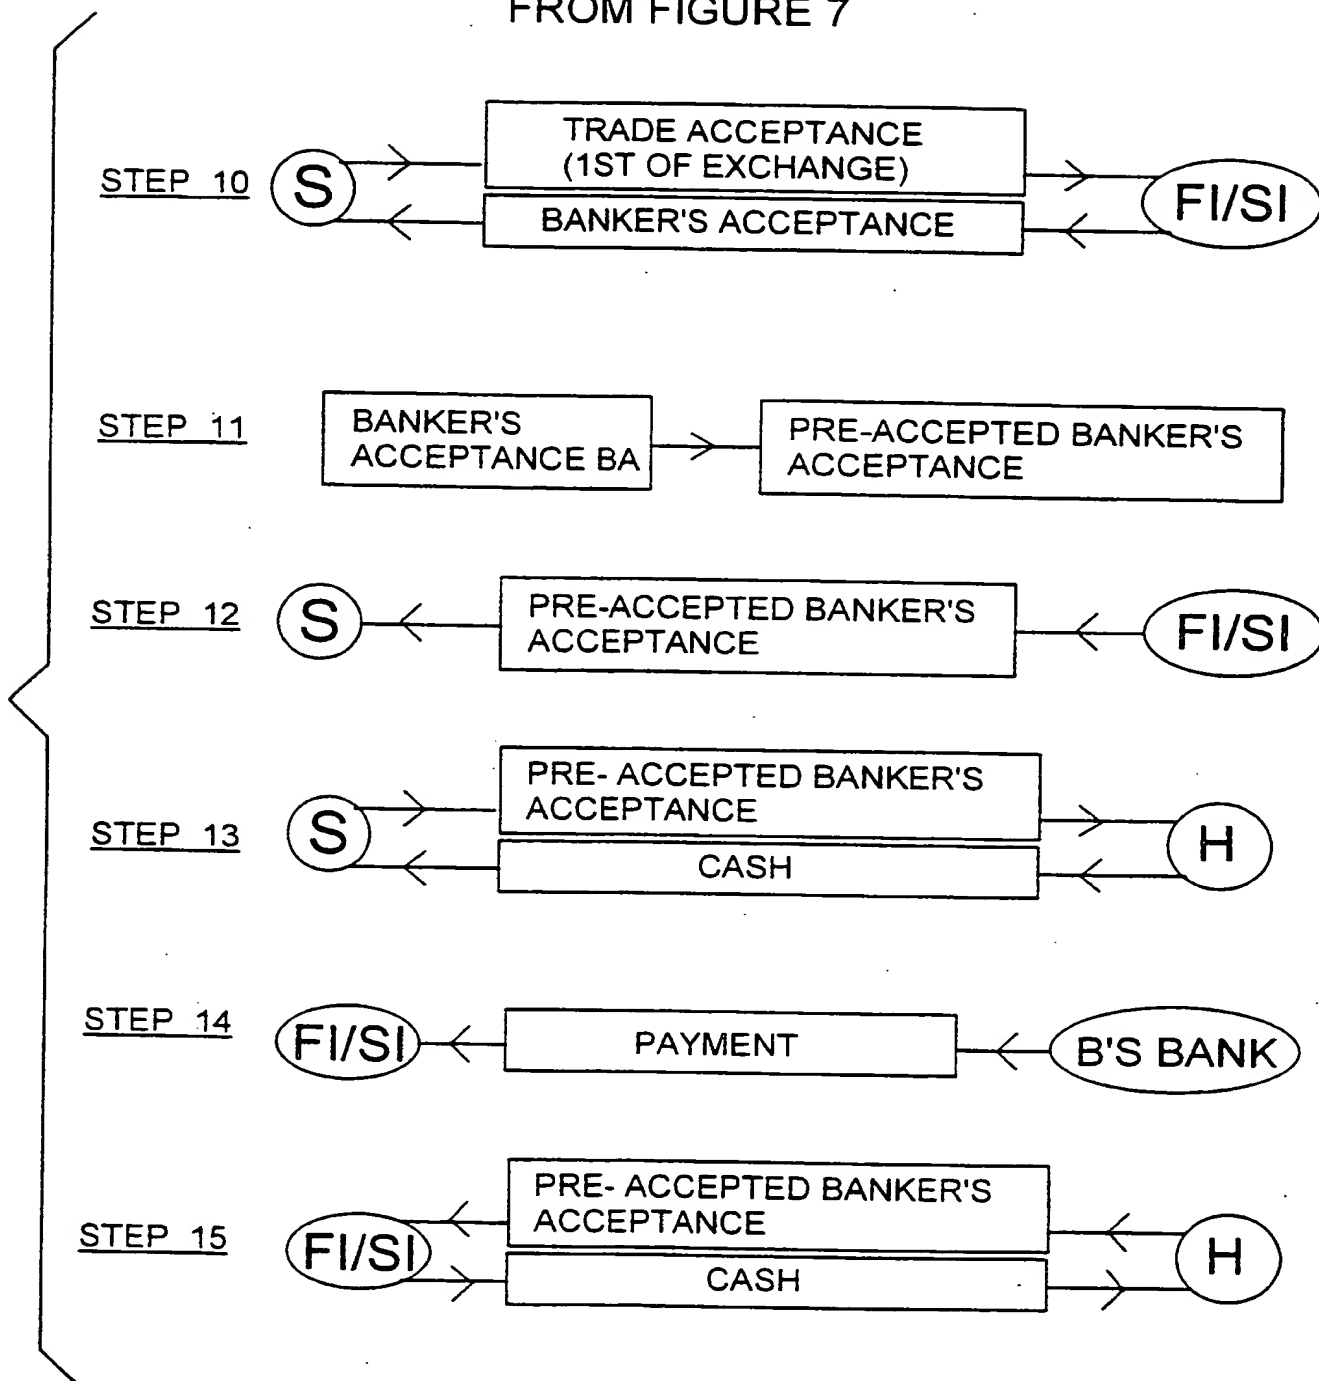 FROM FIGURE 7
STEP 10
S
TRADE ACCEPTANCE
(1ST OF EXCHANGE)
BANKER'S ACCEPTANCE
FI/SI
STEP 11
BANKER'S
ACCEPTANCE BA
PRE-ACCEPTED BANKER'S
ACCEPTANCE
STEP 12
S
PRE-ACCEPTED BANKER'S
ACCEPTANCE
FI/SI
STEP 13
S
PRE- ACCEPTED BANKER'S
ACCEPTANCE
CASH
H
STEP 14
FI/SI
PAYMENT
B'S BANK
STEP 15
FI/SI
PRE- ACCEPTED BANKER'S
ACCEPTANCE
CASH
H